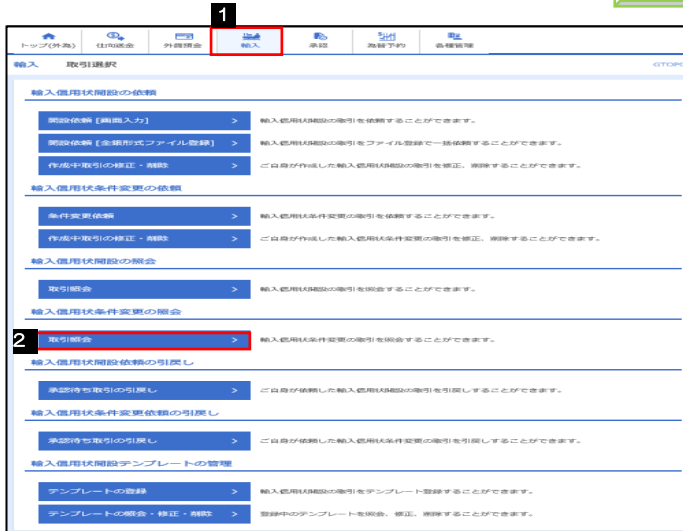 1
トップ(外為) 仕向送金 外貨預金 輸入 承認 為替予約 各種管理
輸入 取引選択
輸入信用状開設の依頼
開設依頼 [画面入力] > 輸入信用状開設の取引を依頼することができます。
開設依頼 [全銀形式ファイル登録] > 輸入信用状開設の取引をファイル登録で一括依頼することができます。
作成中取引の修正・削除 > ご自身が作成した輸入信用状開設の取引を修正、削除することができます。
輸入信用状条件変更の依頼
条件変更依頼 > 輸入信用状条件変更の取引を依頼することができます。
作成中取引の修正・削除 > ご自身が作成した輸入信用状条件変更の取引を修正、削除することができます。
輸入信用状開設の照会
取引照会 > 輸入信用状開設の取引を照会することができます。
輸入信用状条件変更の照会
2 取引照会 > 輸入信用状条件変更の取引を照会することができます。
輸入信用状開設依頼の引戻し
承認待ち取引の引戻し > ご自身が依頼した輸入信用状開設の取引を引戻しすることができます。
輸入信用状条件変更依頼の引戻し
承認待ち取引の引戻し > ご自身が依頼した輸入信用状条件変更の取引を引戻しすることができます。
輸入信用状開設テンプレートの管理
テンプレートの登録 > 輸入信用状開設の取引をテンプレート登録することができます。
テンプレートの照会・修正・削除 > 登録中のテンプレートを照会、修正、削除することができます。